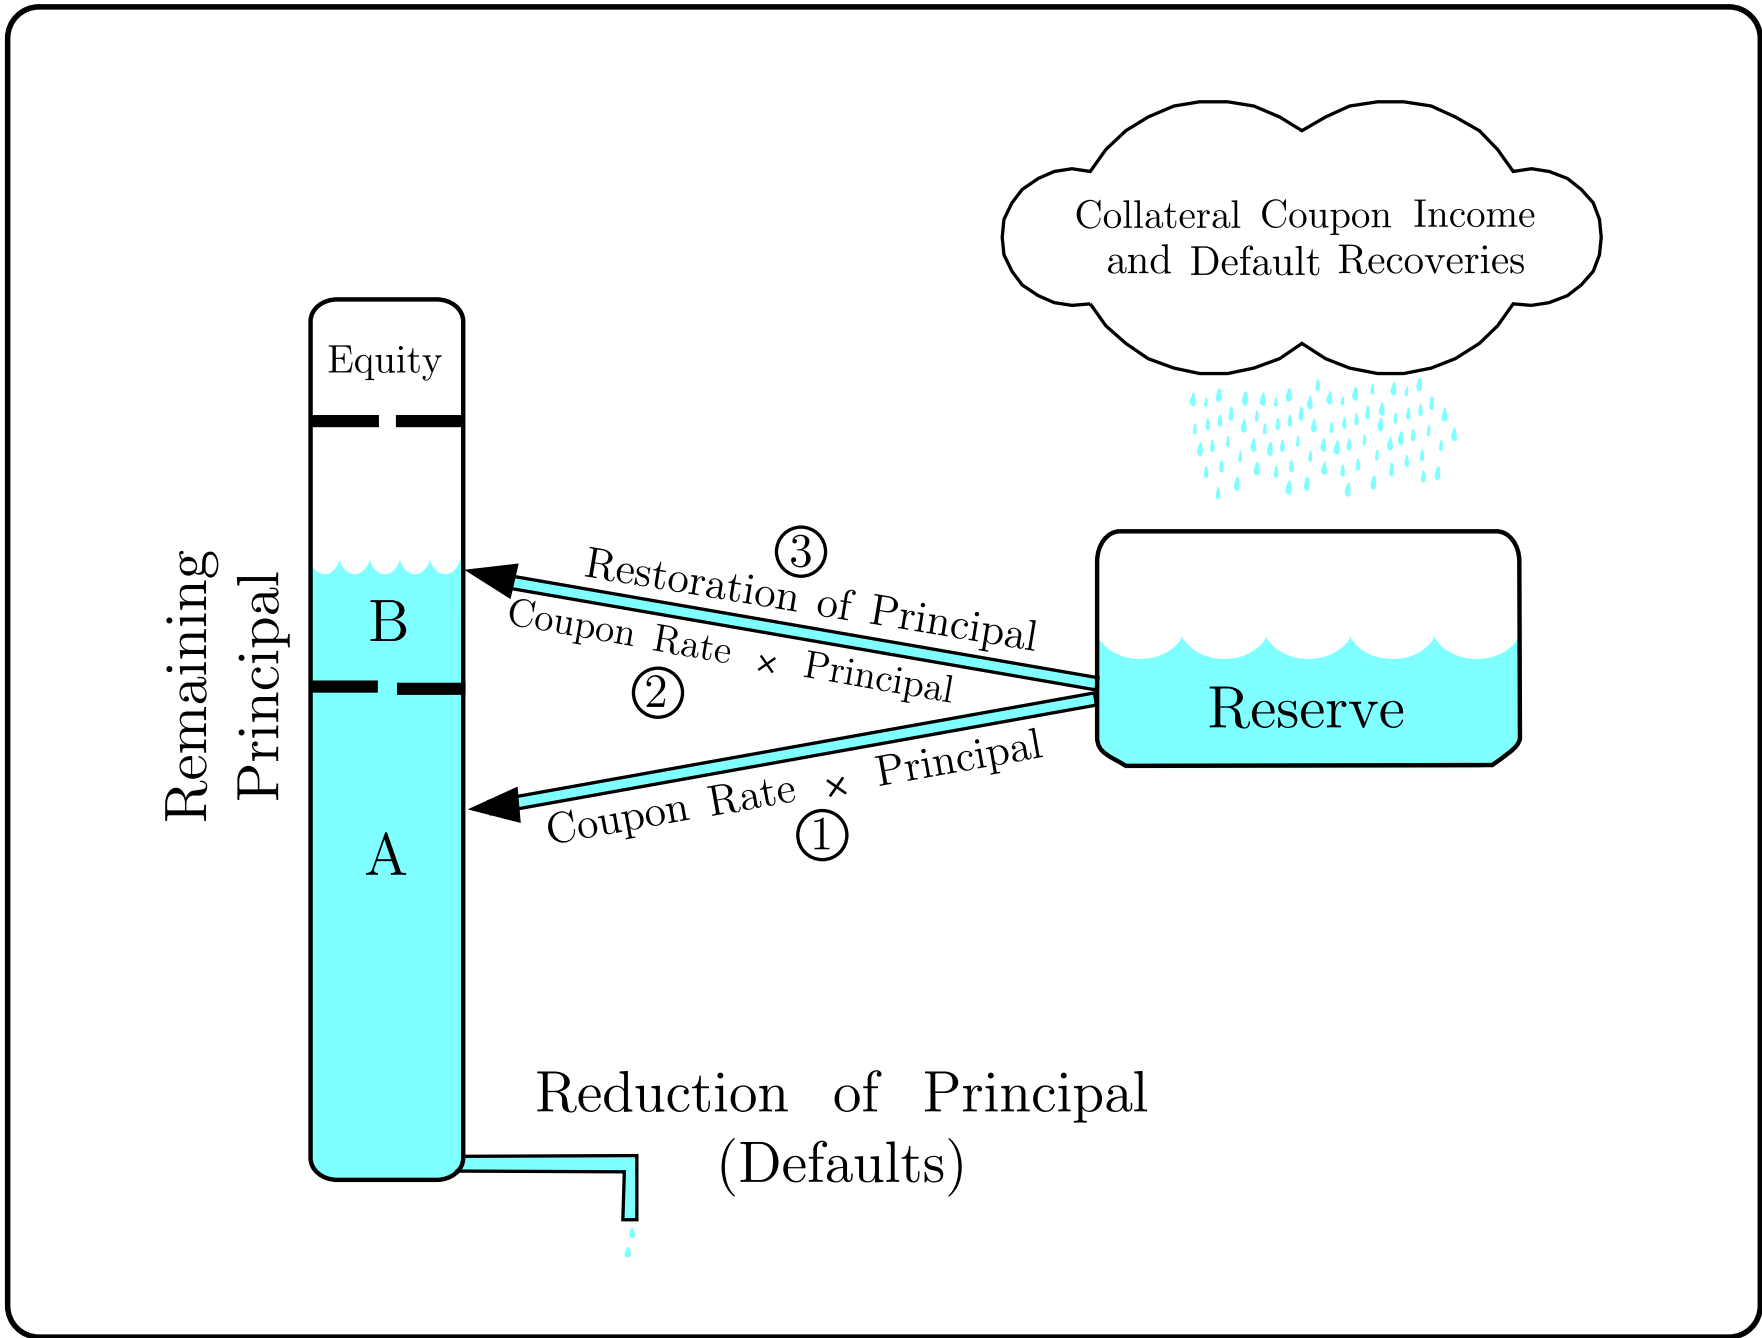 Collateral Coupon Income
and Default Recoveries
Equity
Remaining
Principal
B
A
3
Restoration of Principal
Coupon Rate × Principal
2
Coupon Rate × Principal
1
Reserve
Reduction of Principal
(Defaults)